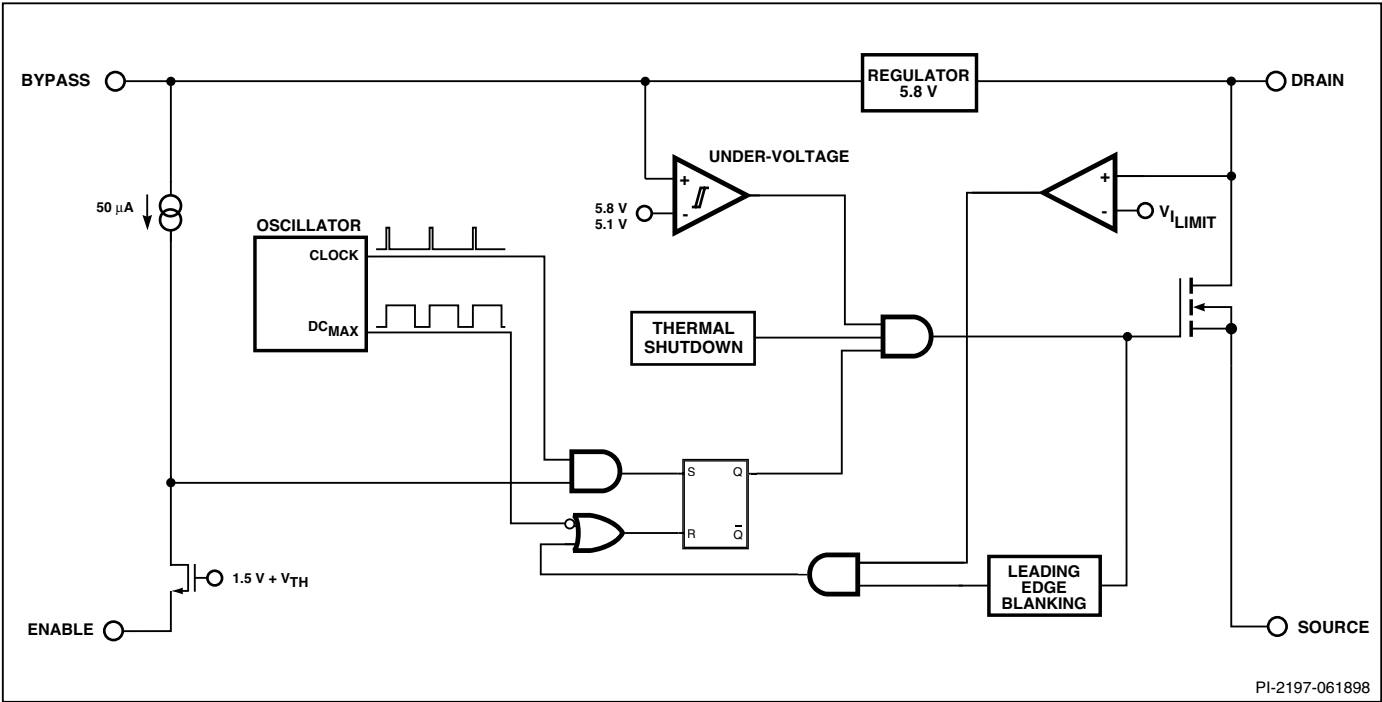 BYPASS
REGULATOR
5.8 V
DRAIN
UNDER-VOLTAGE
+
-
5.8 V
5.1 V
+
-
VILIMIT
50 μA
OSCILLATOR
CLOCK
DCMAX
THERMAL
SHUTDOWN
S
Q
R
Q̅
LEADING
EDGE
BLANKING
1.5 V + VTH
ENABLE
SOURCE
PI-2197-061898